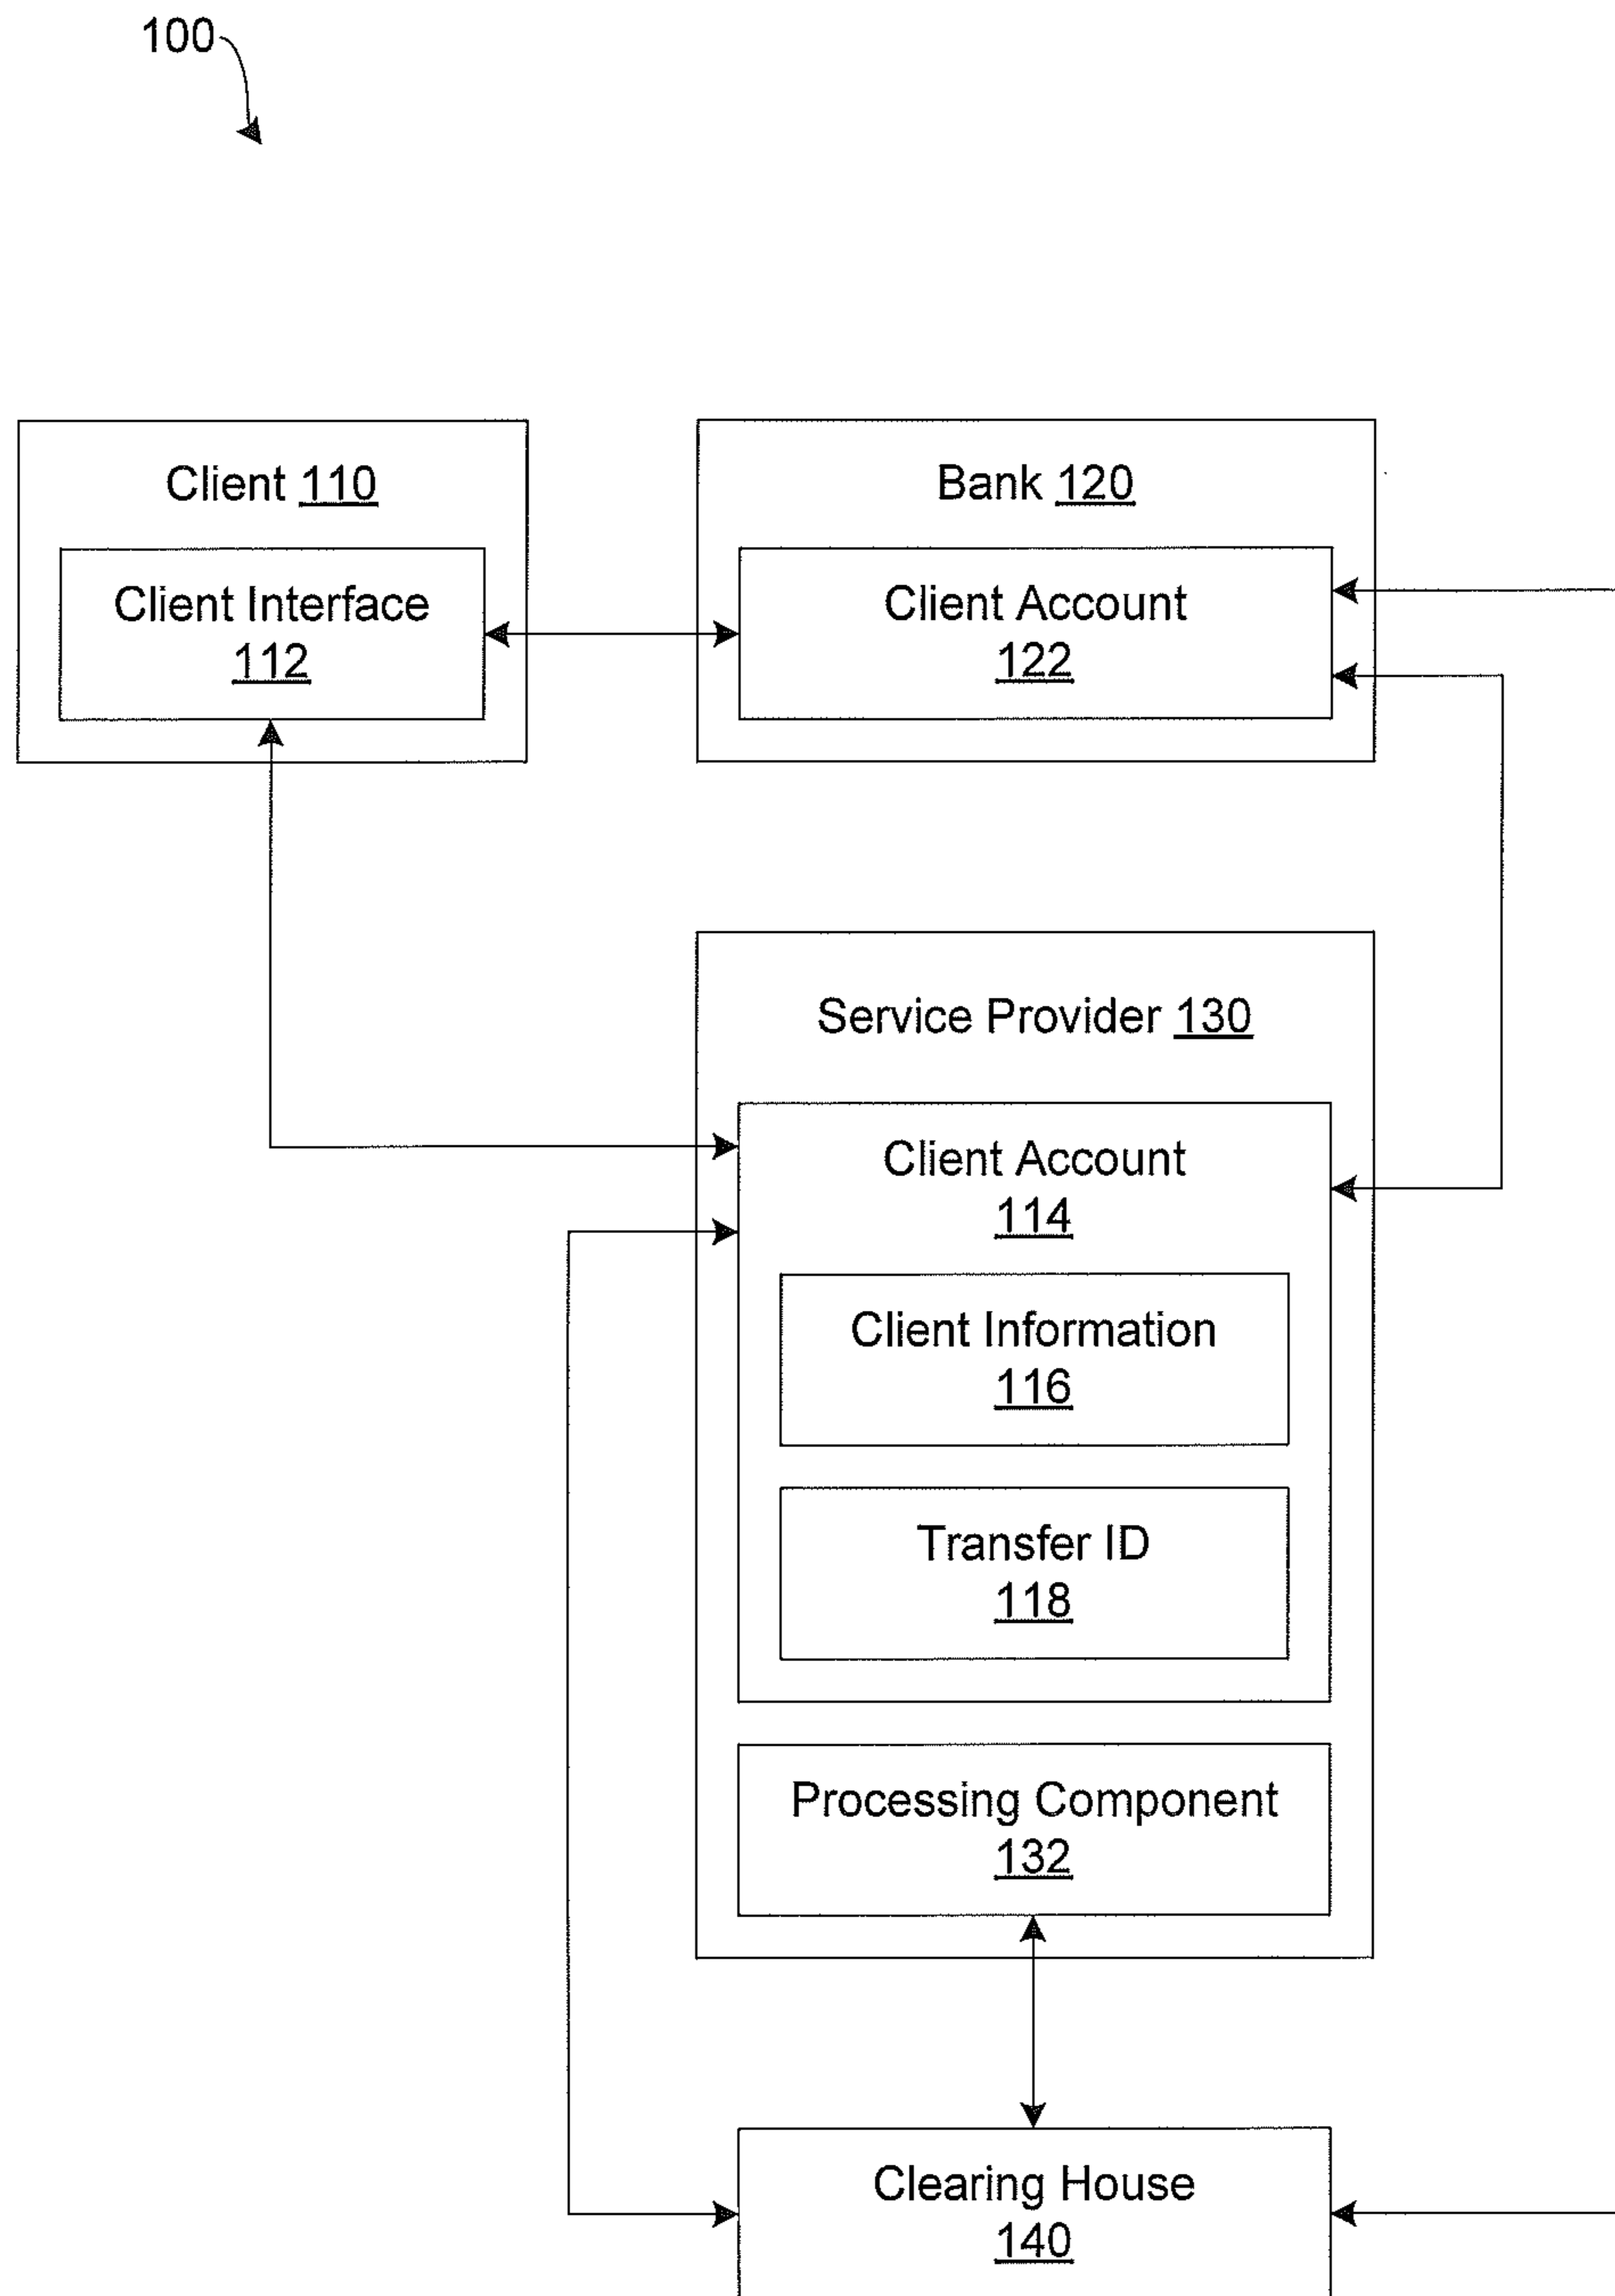 100
Client 110
Client Interface
112
Bank 120
Client Account
122
Service Provider 130
Client Account
114
Client Information
116
Transfer ID
118
Processing Component
132
Clearing House
140